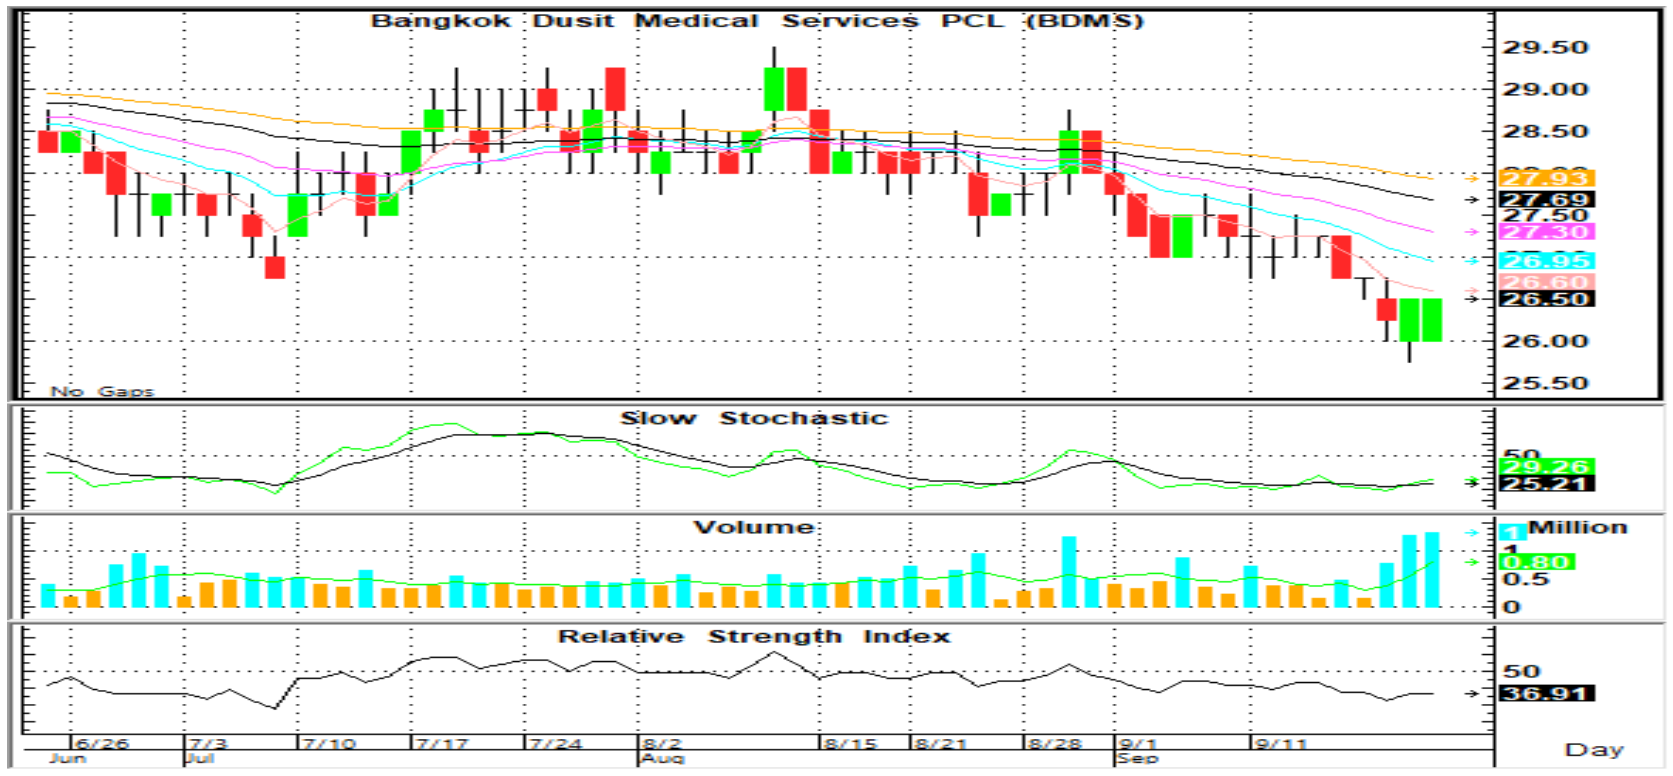 Bangkok Dusit Medical Services PCL (BDMS)
29.50
29.00
28.50
28.00
27.93
27.69
27.50
27.30
26.95
26.60
26.50
26.00
25.50
No Gaps
Slow Stochastic
50
29.26
25.21
Volume
1 Million
1
0.80
0.5
0
Relative Strength Index
50
36.91
6/26 7/3 7/10 7/17 7/24 8/2 8/15 8/21 8/28 9/1 9/11
Jun Jul Aug Sep
Day